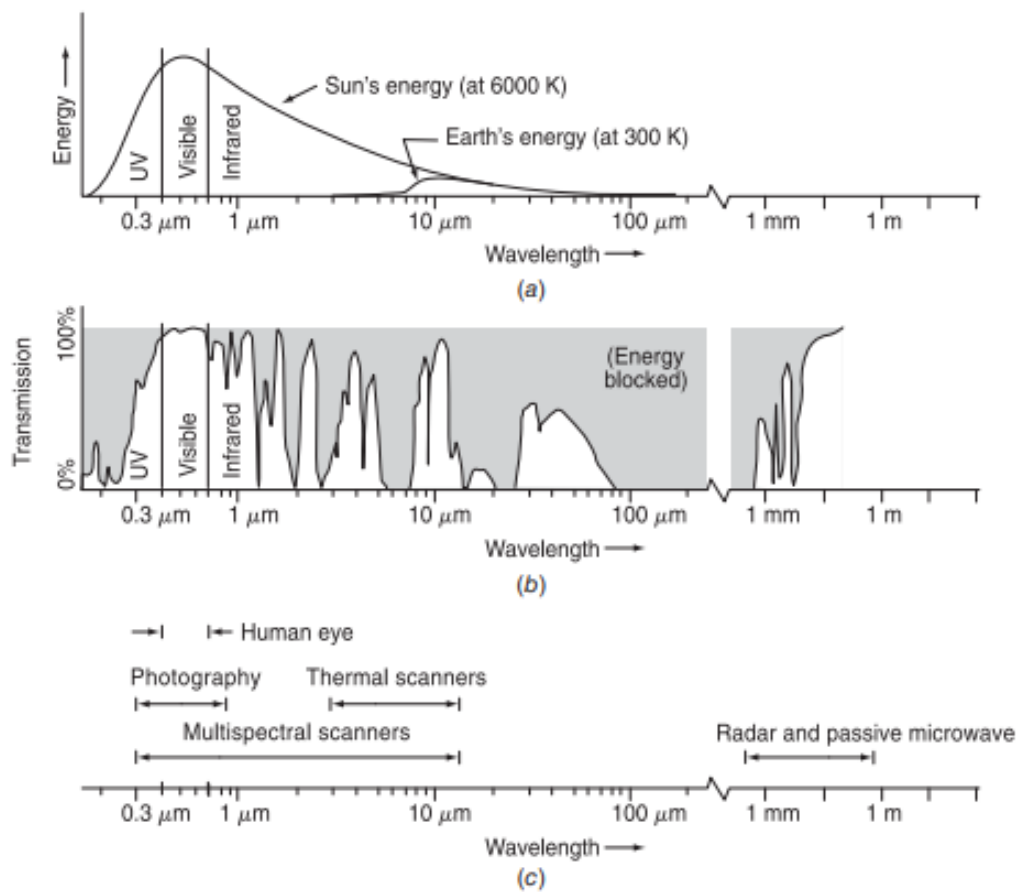 Energy
UV
Visible
Infrared
Sun's energy (at 6000 K)
Earth's energy (at 300 K)
0.3 μm
1 μm
10 μm
100 μm
1 mm
1 m
Wavelength
(a)
Transmission
100%
0%
UV
Visible
Infrared
(Energy
blocked)
0.3 μm
1 μm
10 μm
100 μm
1 mm
1 m
Wavelength
(b)
Human eye
Photography
Thermal scanners
Multispectral scanners
Radar and passive microwave
0.3 μm
1 μm
10 μm
100 μm
1 mm
1 m
Wavelength
(c)